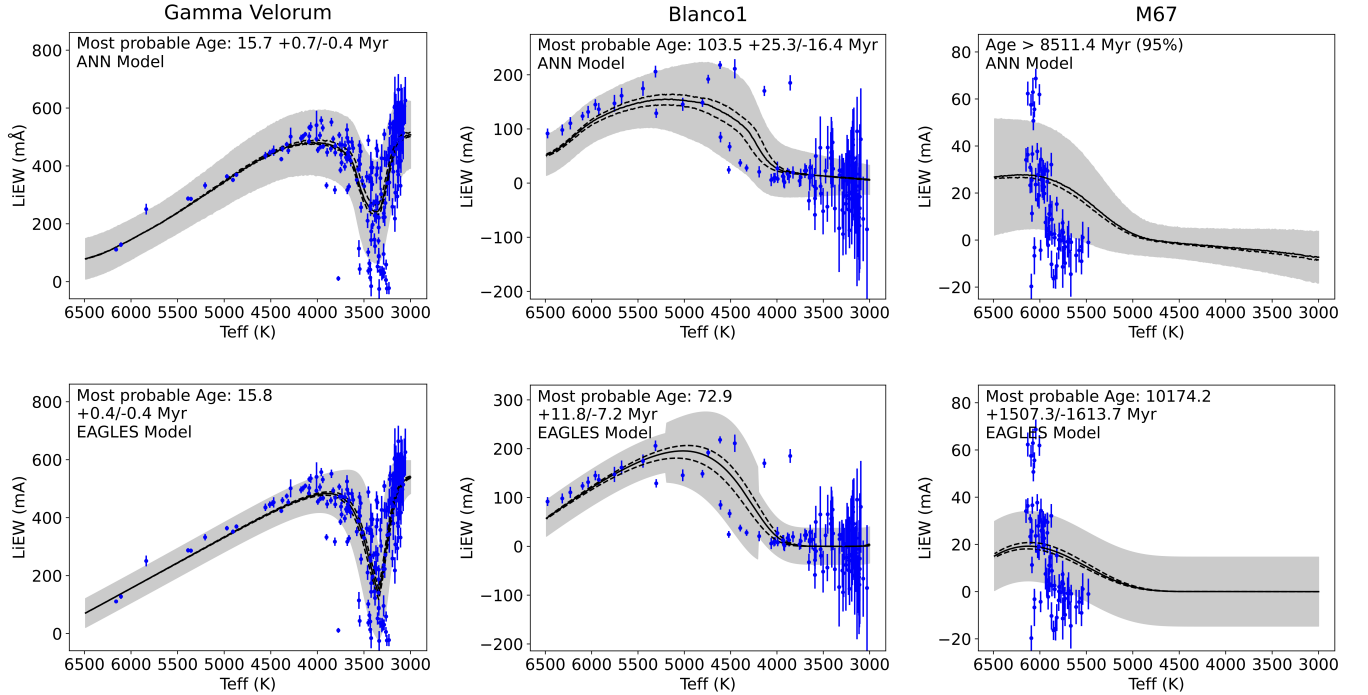 Gamma Velorum
Blanco1
M67
Most probable Age: 15.7 +0.7/-0.4 Myr
ANN Model
800
600
400
200
0
LiEW (mÅ)
6500 6000 5500 5000 4500 4000 3500 3000
Teff (K)
Most probable Age: 103.5 +25.3/-16.4 Myr
ANN Model
200
100
0
−100
−200
LiEW (mA)
6500 6000 5500 5000 4500 4000 3500 3000
Teff (K)
Age > 8511.4 Myr (95%)
ANN Model
80
60
40
20
0
−20
LiEW (mA)
6500 6000 5500 5000 4500 4000 3500 3000
Teff (K)
Most probable Age: 15.8
+0.4/-0.4 Myr
EAGLES Model
800
600
400
200
0
LiEW (mA)
6500 6000 5500 5000 4500 4000 3500 3000
Teff (K)
Most probable Age: 72.9
+11.8/-7.2 Myr
EAGLES Model
300
200
100
0
−100
−200
LiEW (mA)
6500 6000 5500 5000 4500 4000 3500 3000
Teff (K)
Most probable Age: 10174.2
+1507.3/-1613.7 Myr
EAGLES Model
80
60
40
20
0
−20
LiEW (mA)
6500 6000 5500 5000 4500 4000 3500 3000
Teff (K)